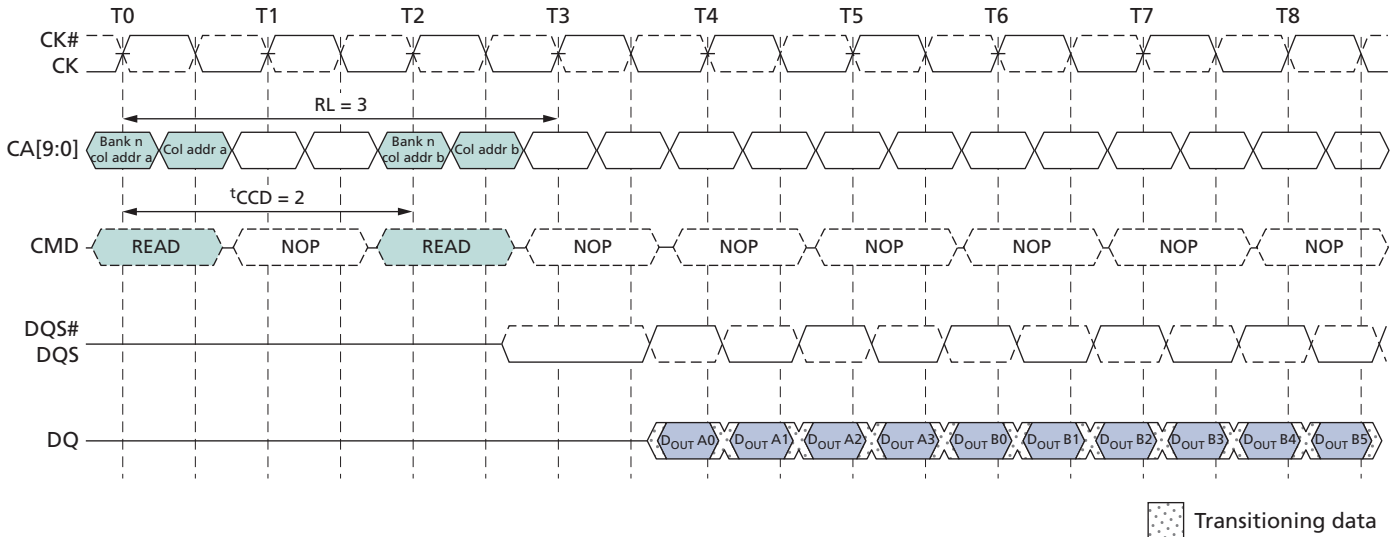 T0 T1 T2 T3 T4 T5 T6 T7 T8
CK#
CK
RL = 3
CA[9:0] Bank n col addr a Col addr a Bank n col addr b Col addr b
tCCD = 2
CMD READ NOP READ NOP NOP NOP NOP NOP NOP
DQS#
DQS
DQ DOUT A0 DOUT A1 DOUT A2 DOUT A3 DOUT B0 DOUT B1 DOUT B2 DOUT B3 DOUT B4 DOUT B5
Transitioning data